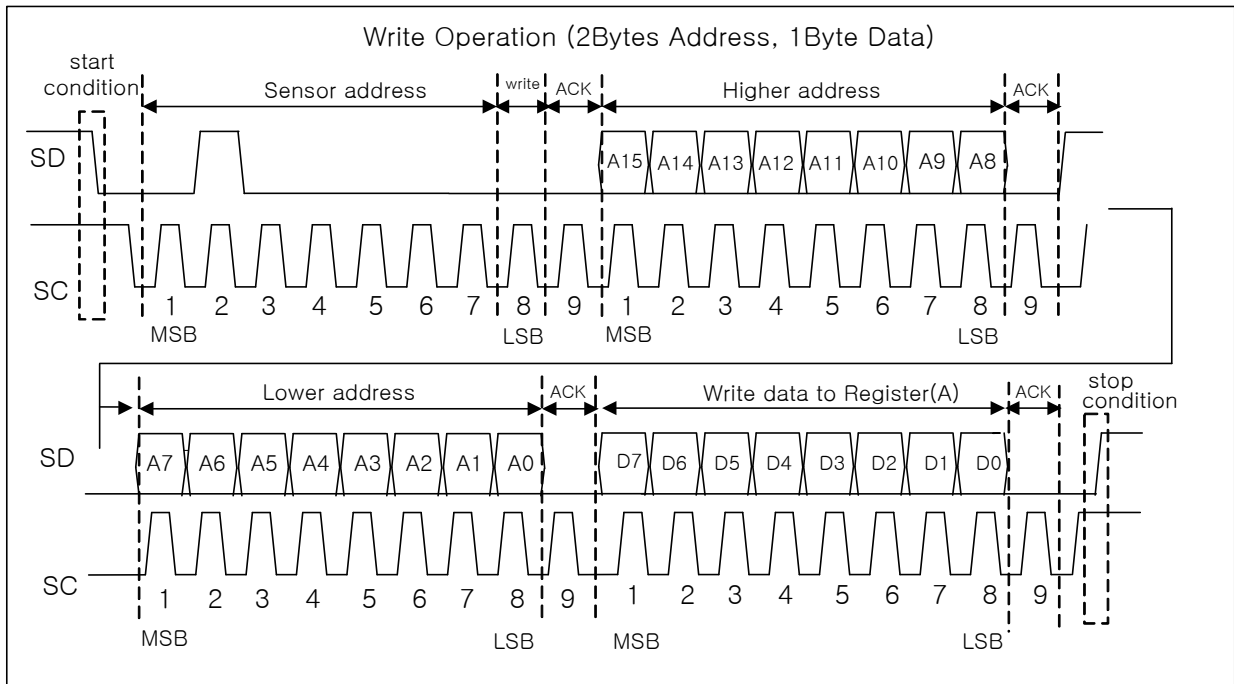 Write Operation (2Bytes Address, 1Byte Data)
start
condition
Sensor address
write
ACK
Higher address
ACK
SD
A15 A14 A13 A12 A11 A10 A9 A8
SC
1 2 3 4 5 6 7 8 9 1 2 3 4 5 6 7 8 9
MSB LSB MSB LSB
Lower address
ACK
Write data to Register(A)
ACK
stop
condition
SD
A7 A6 A5 A4 A3 A2 A1 A0 D7 D6 D5 D4 D3 D2 D1 D0
SC
1 2 3 4 5 6 7 8 9 1 2 3 4 5 6 7 8 9
MSB LSB MSB LSB